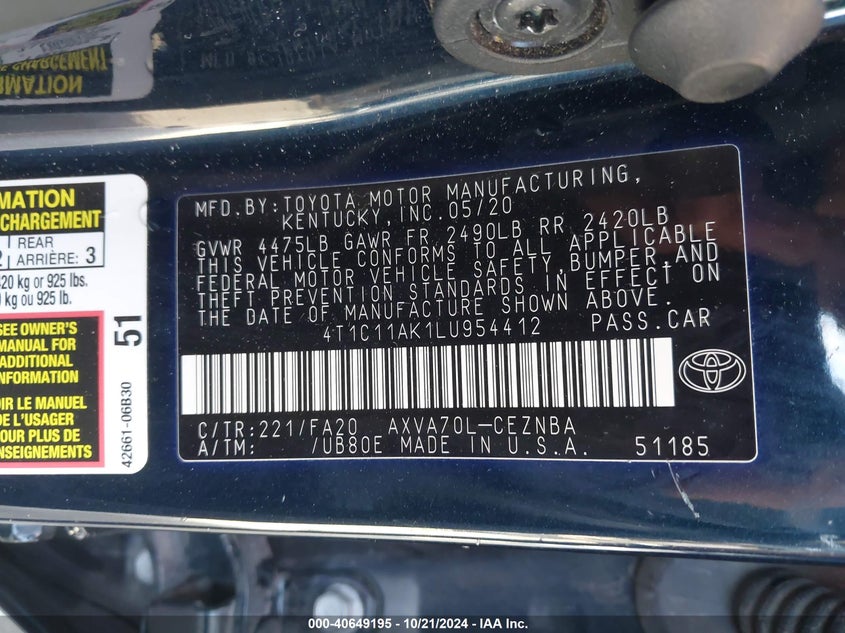 MFD.BY:TOYOTA MOTOR MANUFACTURING,
KENTUCKY,INC.05/20
GVWR 4475LB GAWR FR 2490LB RR 2420LB
THIS VEHICLE CONFORMS TO ALL APPLICABLE
FEDERAL MOTOR VEHICLE SAFETY,BUMPER,AND
THEFT PREVENTION STANDARDS IN EFFECT ON
THE DATE OF MANUFACTURE SHOWN ABOVE.
4T1C11AK1LU954412 PASS.CAR
C/TR:221/FA20 AXVA70L-CEZNBA
A/TM: /UB80E MADE IN U.S.A. 51185
MATION
CHARGEMENT
REAR
ARRIÈRE: 3
420 kg or 925 lbs.
kg ou 925 lb.
SEE OWNER'S
MANUAL FOR
ADDITIONAL
INFORMATION
LE MANUEL
DE L'USAGER
POUR PLUS DE
RENSEIGNEMENTS
51
42661-06B30
000-40649195 - 10/21/2024 - IAA Inc.